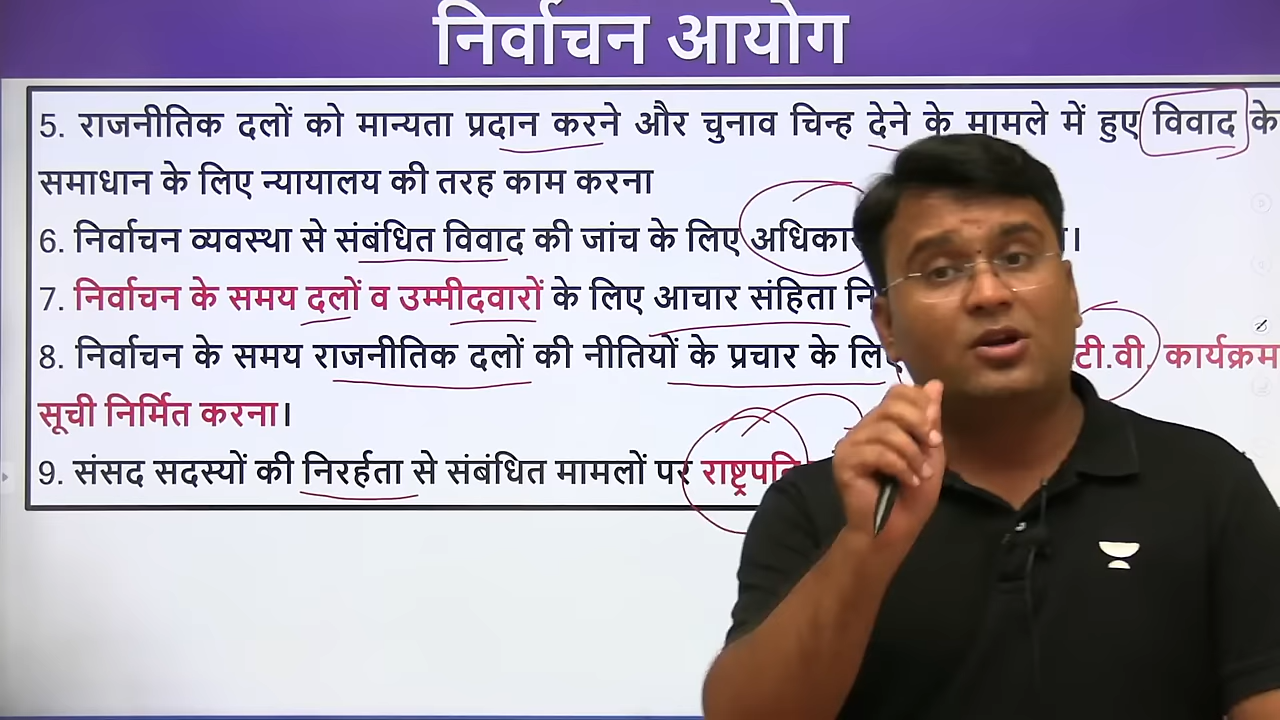 निर्वाचन आयोग
5. राजनीतिक दलों को मान्यता प्रदान करने और चुनाव चिन्ह देने के मामले में हुए विवाद के
समाधान के लिए न्यायालय की तरह काम करना
6. निर्वाचन व्यवस्था से संबंधित विवाद की जांच के लिए ।
7. निर्वाचन के समय दलों व उम्मीदवारों के लिए आचार संहिता
8. निर्वाचन के समय राजनीतिक दलों की नीतियों के प्रचार के लिए टी.वी. कार्यक्रम
सूची निर्मित करना।
9. संसद सदस्यों की निरर्हता से संबंधित मामलों पर राष्ट्रपति